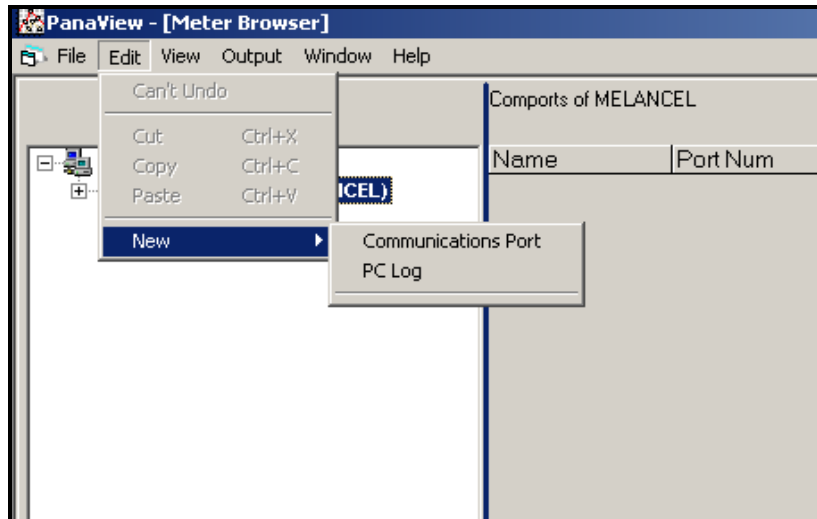 PanaView - [Meter Browser]
File Edit View Output Window Help
Can't Undo
Cut Ctrl+X
Copy Ctrl+C
Paste Ctrl+V
New
Communications Port
PC Log
ICEL)
Comports of MELANCEL
Name Port Num